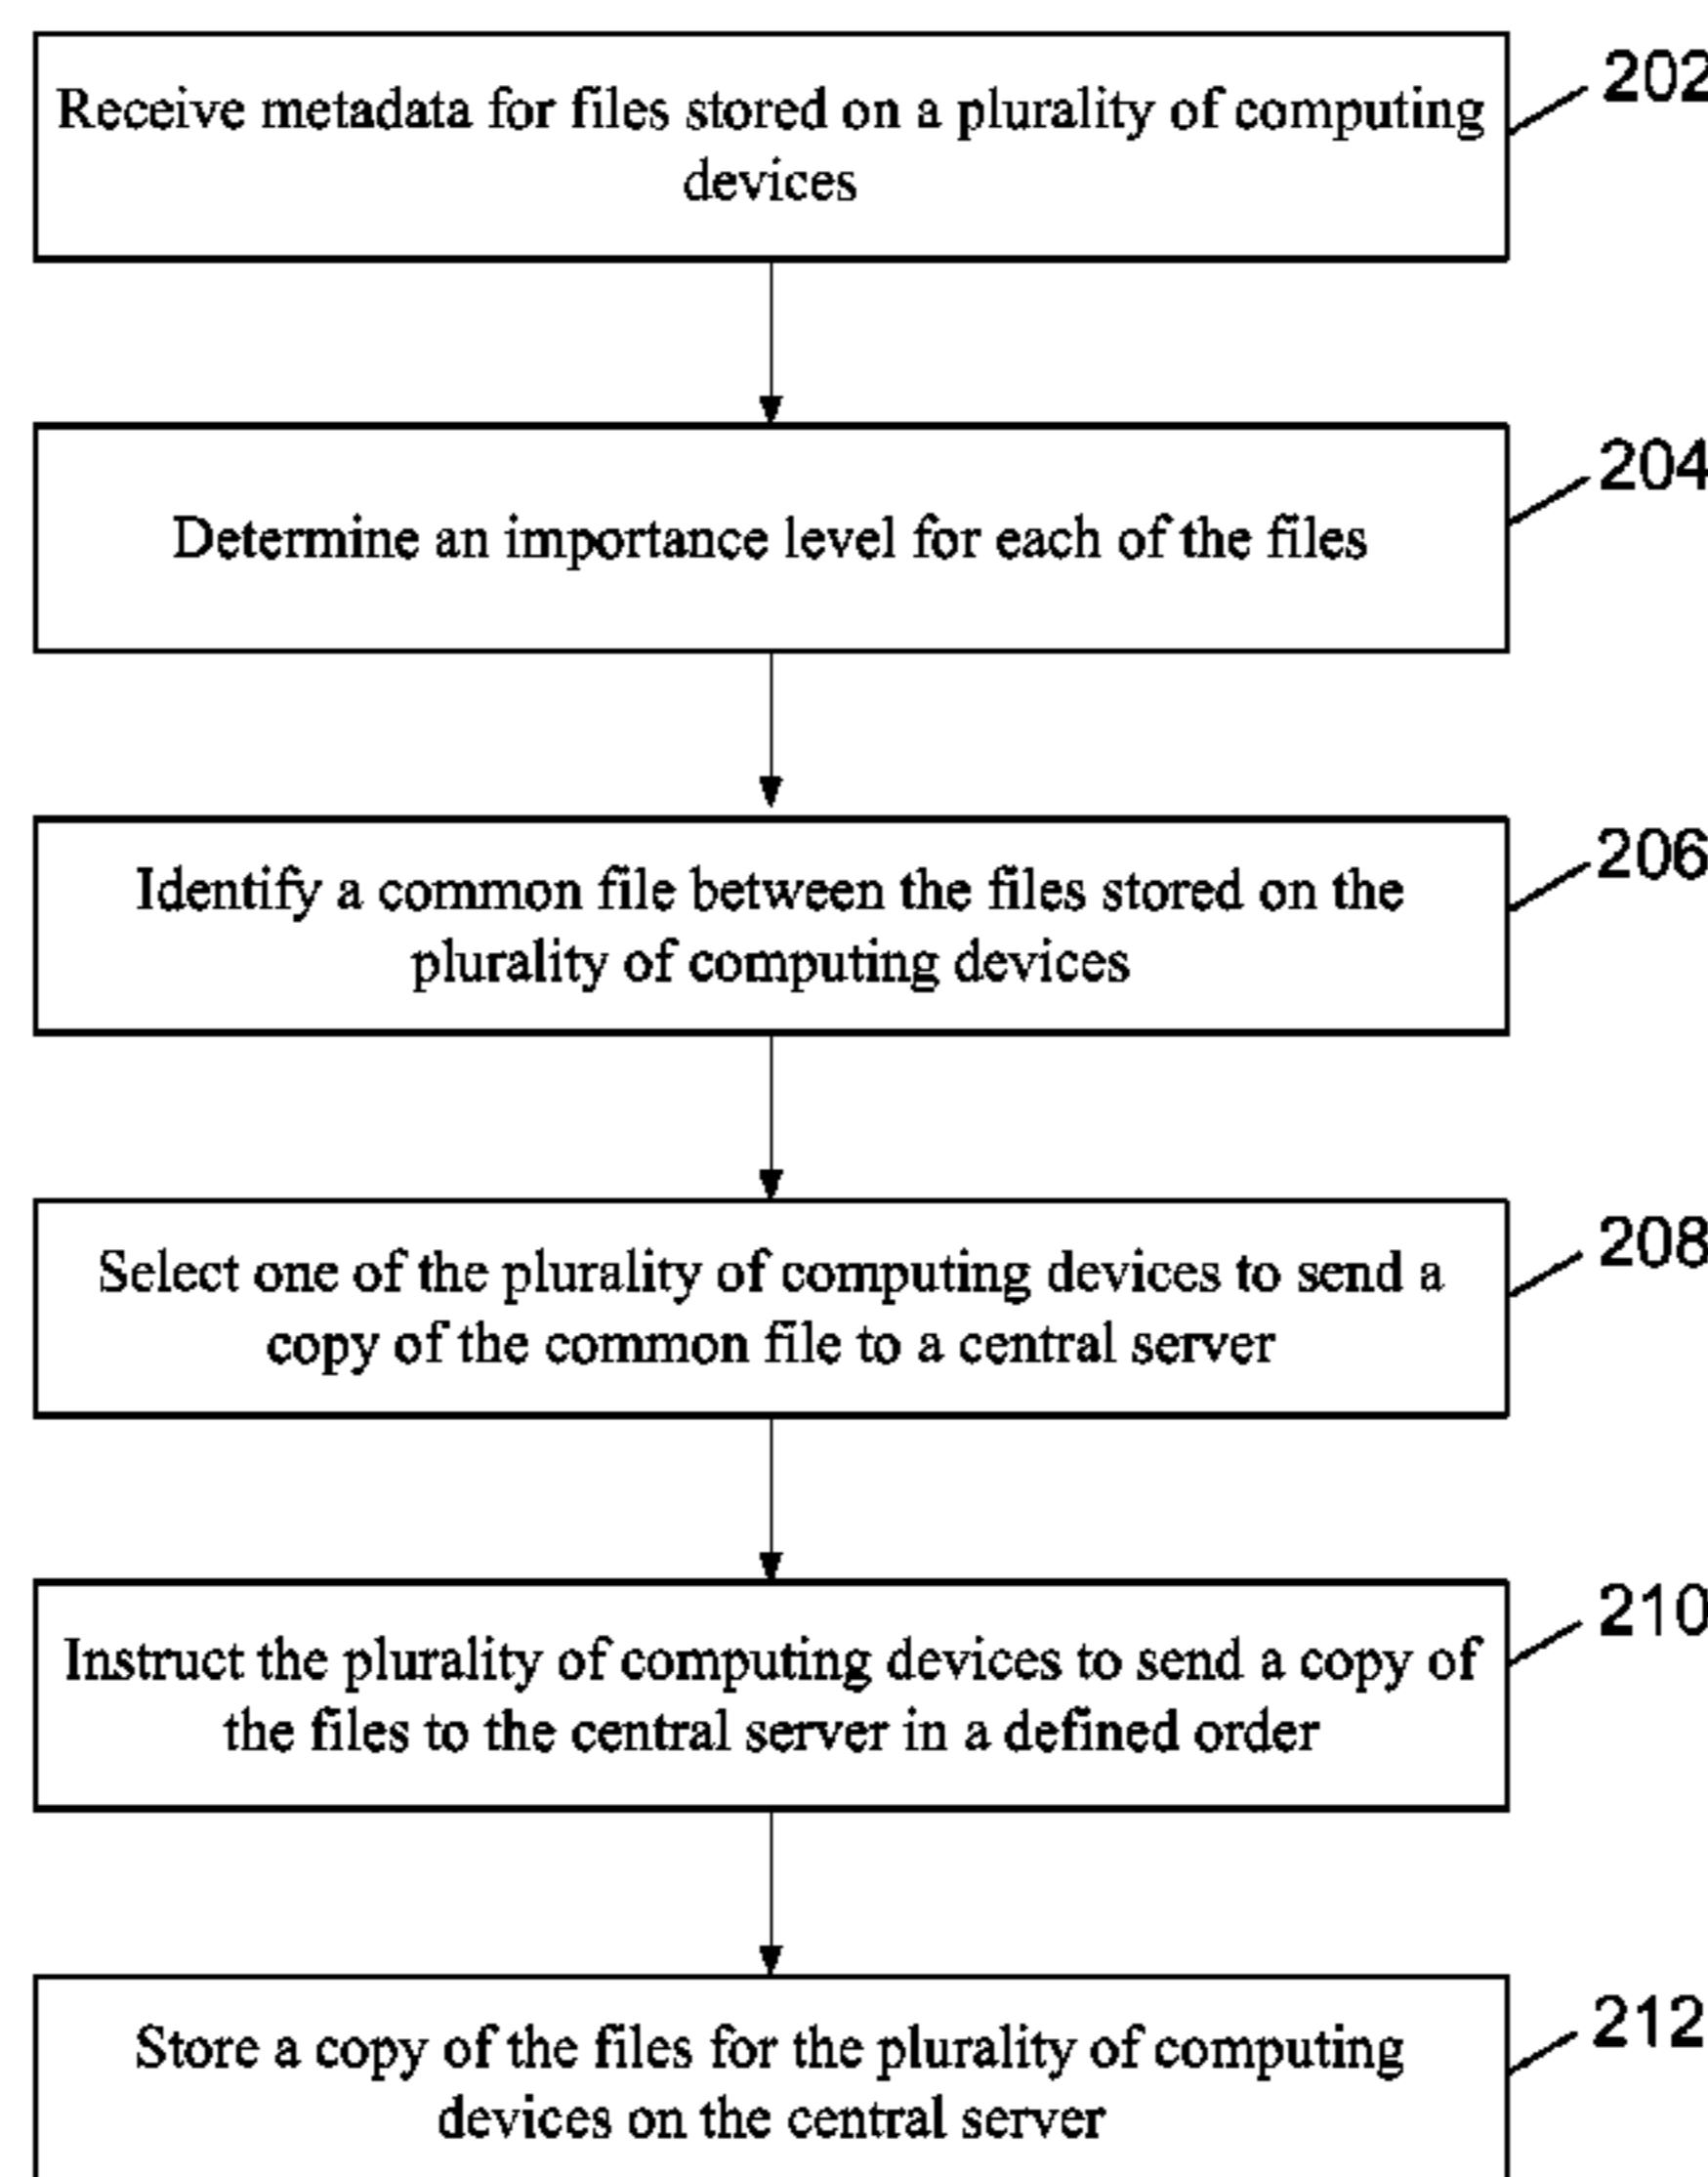 Receive metadata for files stored on a plurality of computing
devices
202
Determine an importance level for each of the files
204
Identify a common file between the files stored on the
plurality of computing devices
206
Select one of the plurality of computing devices to send a
copy of the common file to a central server
208
Instruct the plurality of computing devices to send a copy of
the files to the central server in a defined order
210
Store a copy of the files for the plurality of computing
devices on the central server
212